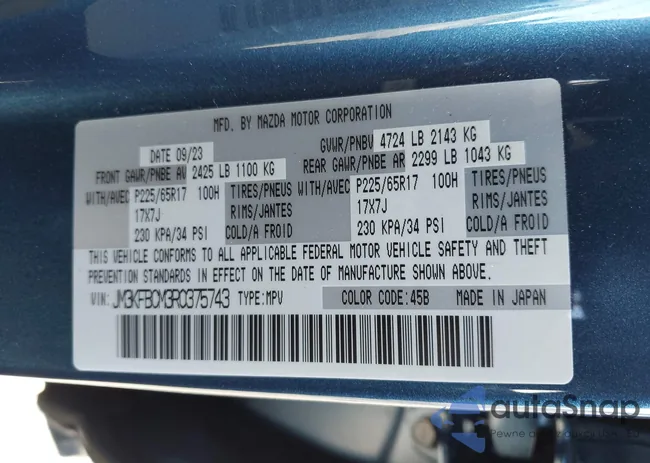 MFD. BY MAZDA MOTOR CORPORATION
DATE 09/23 GVWR/PNBV 4724 LB 2143 KG
FRONT GAWR/PNBE AV 2425 LB 1100 KG REAR GAWR/PNBE AR 2299 LB 1043 KG
WITH/AVEC P225/65R17 100H TIRES/PNEUS WITH/AVEC P225/65R17 100H TIRES/PNEUS
17X7J RIMS/JANTES 17X7J RIMS/JANTES
230 KPA/34 PSI COLD/A FROID 230 KPA/34 PSI COLD/A FROID
THIS VEHICLE CONFORMS TO ALL APPLICABLE FEDERAL MOTOR VEHICLE SAFETY AND THEFT
PREVENTION STANDARDS IN EFFECT ON THE DATE OF MANUFACTURE SHOWN ABOVE.
VIN: JM3KFBCM3R0375743 TYPE:MPV COLOR CODE:45B MADE IN JAPAN
autoSnap
Pewne